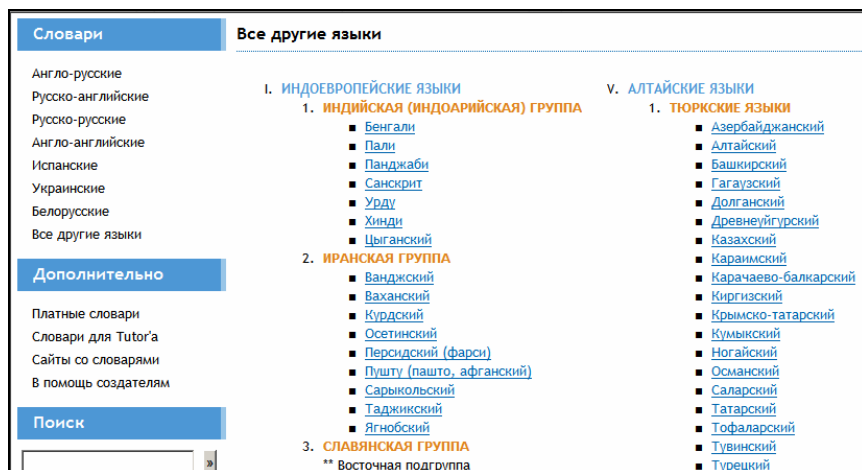 Словари
Англо-русские
Русско-английские
Русско-русские
Англо-английские
Испанские
Украинские
Белорусские
Все другие языки
Дополнительно
Платные словари
Словари для Tutor'а
Сайты со словарями
В помощь создателям
Поиск
»
Все другие языки
I. ИНДОЕВРОПЕЙСКИЕ ЯЗЫКИ
1. ИНДИЙСКАЯ (ИНДОАРИЙСКАЯ) ГРУППА
■ Бенгали
■ Пали
■ Панджаби
■ Санскрит
■ Урду
■ Хинди
■ Цыганский
2. ИРАНСКАЯ ГРУППА
■ Ванджский
■ Ваханский
■ Курдский
■ Осетинский
■ Персидский (фарси)
■ Пушту (пашто, афганский)
■ Сарыкольский
■ Таджикский
■ Ягнобский
3. СЛАВЯНСКАЯ ГРУППА
** Восточная подгруппа
V. АЛТАЙСКИЕ ЯЗЫКИ
1. ТЮРКСКИЕ ЯЗЫКИ
■ Азербайджанский
■ Алтайский
■ Башкирский
■ Гагаузский
■ Долганский
■ Древнеуйгурский
■ Казахский
■ Караимский
■ Карачаево-балкарский
■ Киргизский
■ Крымско-татарский
■ Кумыкский
■ Ногайский
■ Османский
■ Саларский
■ Татарский
■ Тофаларский
■ Тувинский
■ Турецкий